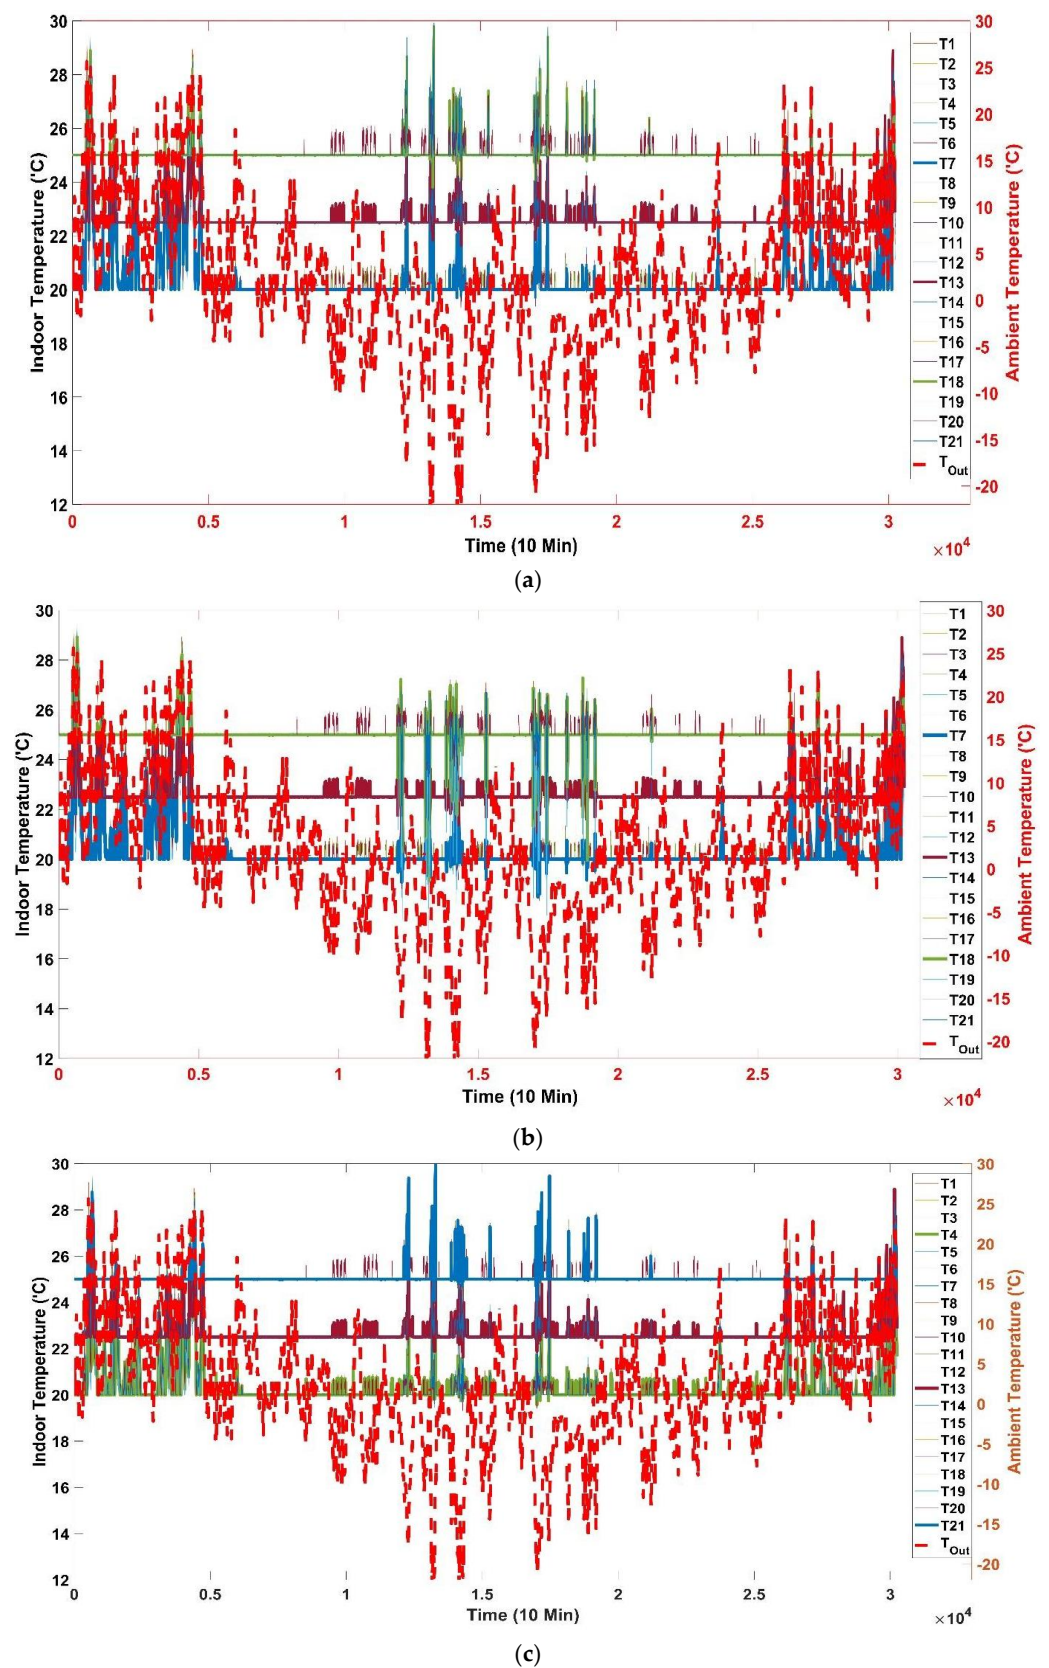 30
28
26
24
22
20
18
16
14
12
Indoor Temperature ('C)
0
0.5
1
1.5
2
2.5
3
×10⁴
Time (10 Min)
30
25
20
15
10
5
0
-5
-10
-15
-20
Ambient Temperature ('C)
T1
T2
T3
T4
T5
T6
T7
T8
T9
T10
T11
T12
T13
T14
T15
T16
T17
T18
T19
T20
T21
TOut
(a)
30
28
26
24
22
20
18
16
14
12
Indoor Temperature ('C)
0
0.5
1
1.5
2
2.5
3
×10⁴
Time (10 Min)
T1
T2
T3
T4
T5
T6
T7
T8
T9
T10
T11
T12
T13
T14
T15
T16
T17
T18
T19
T20
T21
TOut
30
25
20
15
10
5
0
-5
-10
-15
-20
Ambient Temperature ('C)
(b)
30
28
26
24
22
20
18
16
14
12
Indoor Temperature ('C)
0
0.5
1
1.5
2
2.5
3
×10⁴
Time (10 Min)
T1
T2
T3
T4
T5
T6
T7
T8
T9
T10
T11
T12
T13
T14
T15
T16
T17
T18
T19
T20
T21
TOut
30
25
20
15
10
5
0
-5
-10
-15
-20
Ambient Temperature ('C)
(c)